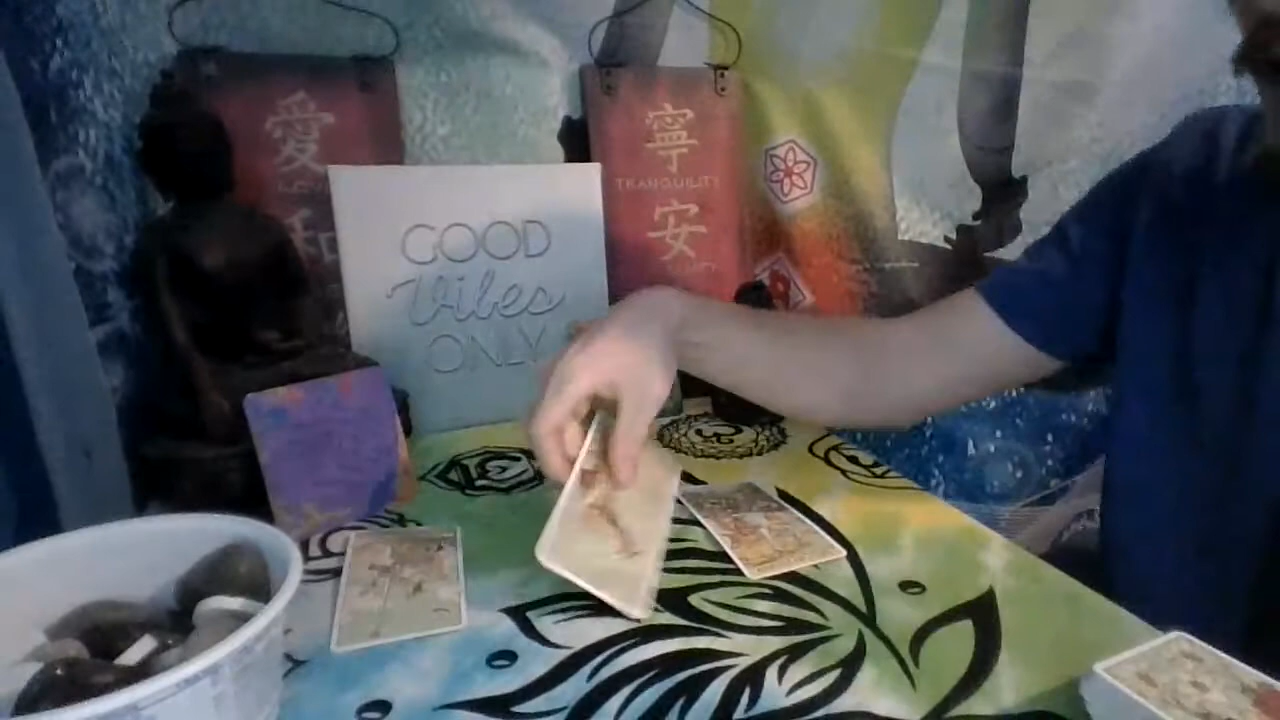 愛
和
GOOD
Vibes
ONLY
寧
TRANQUILITY
安